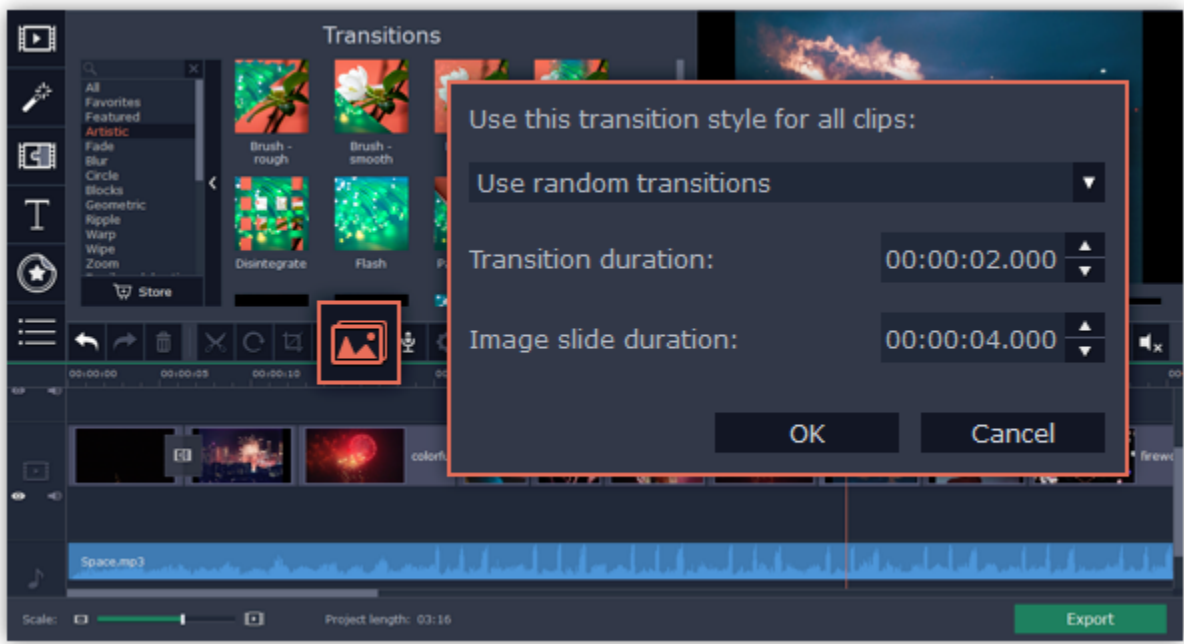 Transitions
All
Favorites
Featured
Artistic
Fade
Blur
Circle
Blocks
Geometric
Ripple
Warp
Wipe
Zoom
Store
Brush -
rough
Brush -
smooth
Disintegrate
Flash
Use this transition style for all clips:
Use random transitions
Transition duration:
00:00:02.000
Image slide duration:
00:00:04.000
OK
Cancel
T
00:00:00
00:00:05
00:00:10
Space.mp3
Scale:
Project length: 03:16
Export